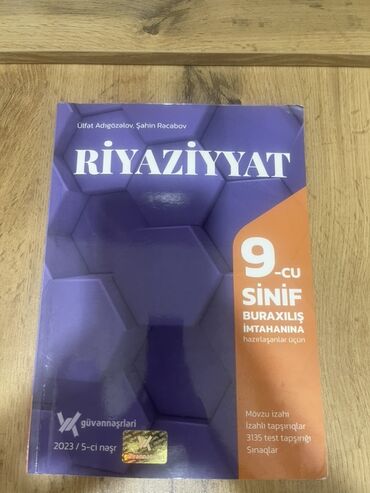 Ülfət Adıgözəlov, Şahin Rəcəbov
RİYAZİYYAT
9-CU
SİNİF
BURAXILIŞ
İMTAHANINA
hazırlaşanlar üçün
Mövzu izahı
İzahlı tapşırıqlar
3135 test tapşırığı
Sınaqlar
güvənnəşrləri
2023 / 5-ci nəşr